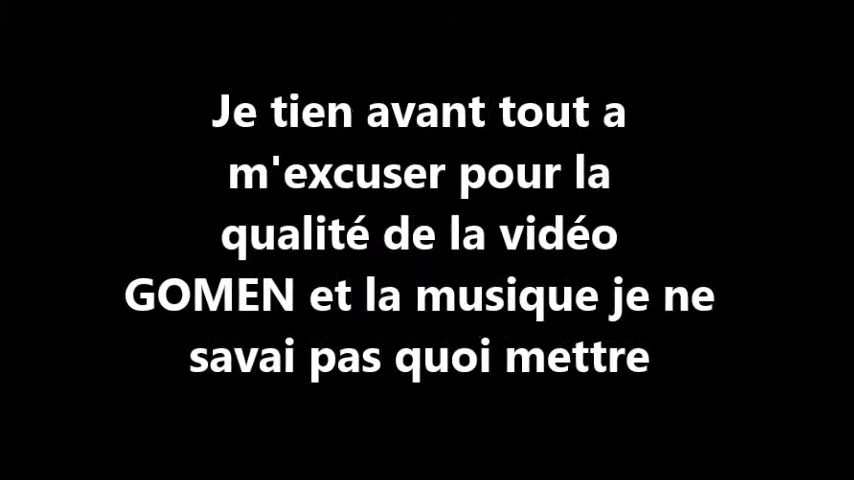 Je tien avant tout a
m'excuser pour la
qualité de la vidéo
GOMEN et la musique je ne
savai pas quoi mettre